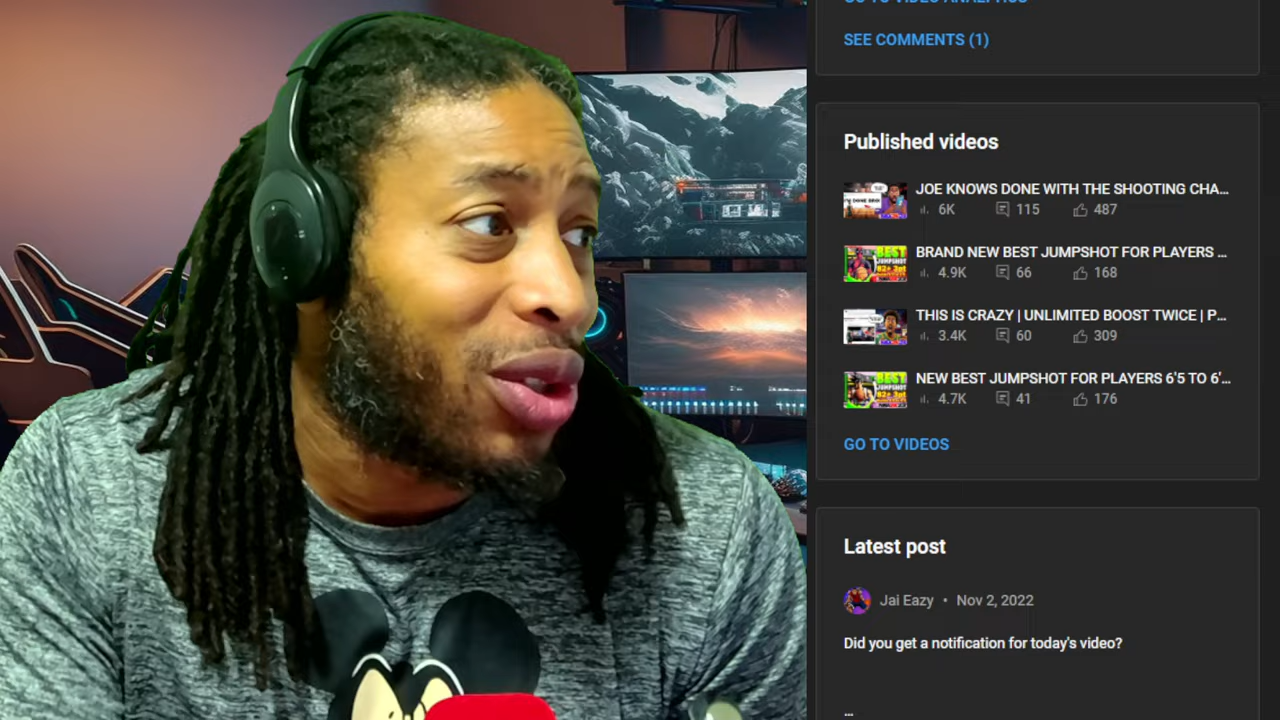 SEE COMMENTS (1)
Published videos
JOE KNOWS DONE WITH THE SHOOTING CHA...
6K 115 487
BRAND NEW BEST JUMPSHOT FOR PLAYERS ...
4.9K 66 168
THIS IS CRAZY | UNLIMITED BOOST TWICE | P...
3.4K 60 309
NEW BEST JUMPSHOT FOR PLAYERS 6'5 TO 6'...
4.7K 41 176
GO TO VIDEOS
Latest post
Jai Eazy • Nov 2, 2022
Did you get a notification for today's video?
...